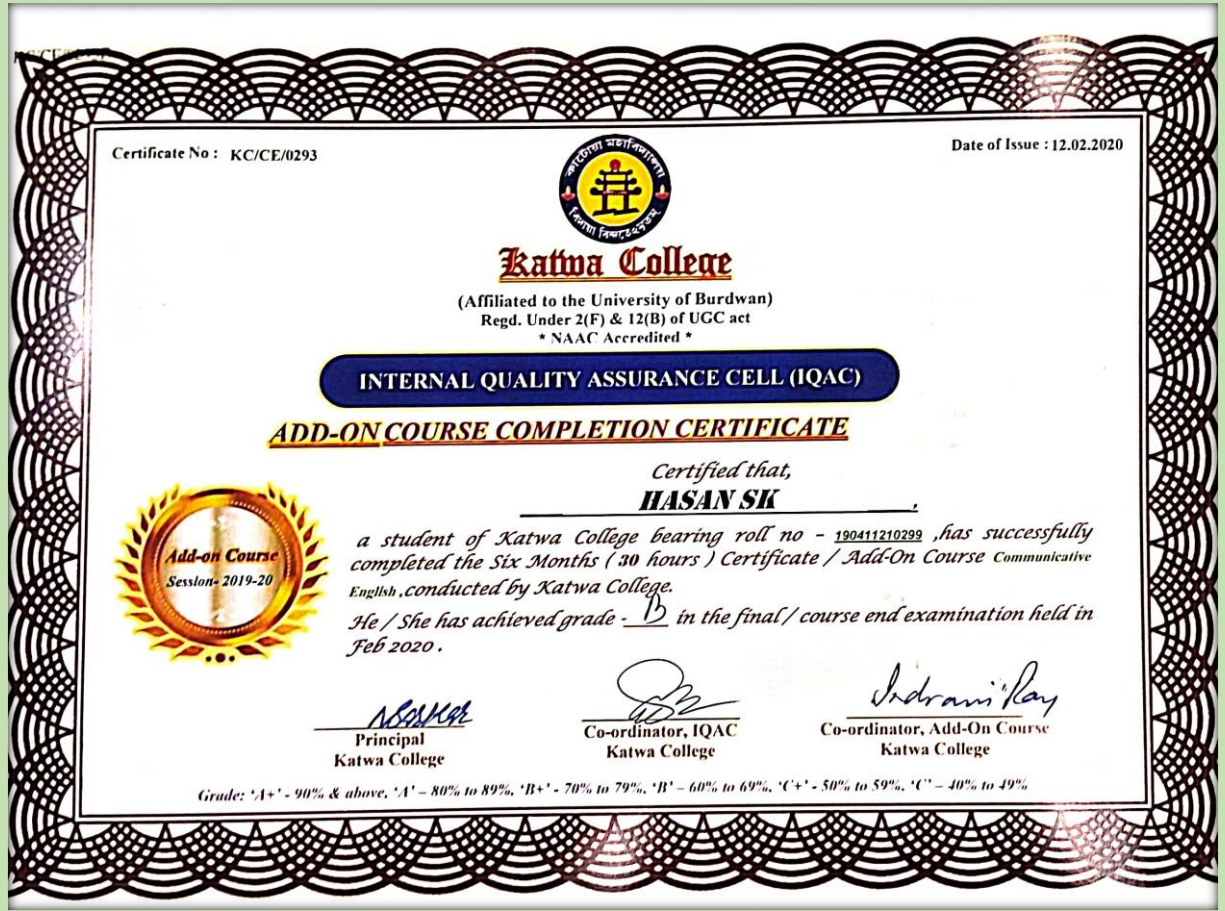 Certificate No : KC/CE/0293
Date of Issue : 12.02.2020
কাটোয়া মহাবিদ্যালয়
Katwa College
(Affiliated to the University of Burdwan)
Regd. Under 2(F) & 12(B) of UGC act
* NAAC Accredited *
INTERNAL QUALITY ASSURANCE CELL (IQAC)
ADD-ON COURSE COMPLETION CERTIFICATE
Certified that,
HASAN SK ,
Add-on Course
Session- 2019-20
a student of Katwa College bearing roll no - 190411210299 ,has successfully
completed the Six Months ( 30 hours ) Certificate / Add-On Course Communicative
English ,conducted by Katwa College.
He / She has achieved grade - B in the final / course end examination held in
Feb 2020 .
Indrani Ray
Principal
Katwa College
Co-ordinator, IQAC
Katwa College
Co-ordinator, Add-On Course
Katwa College
Grade: 'A+' - 90% & above, 'A' – 80% to 89%, 'B+' - 70% to 79%, 'B' – 60% to 69%, 'C+' - 50% to 59%, 'C' – 40% to 49%